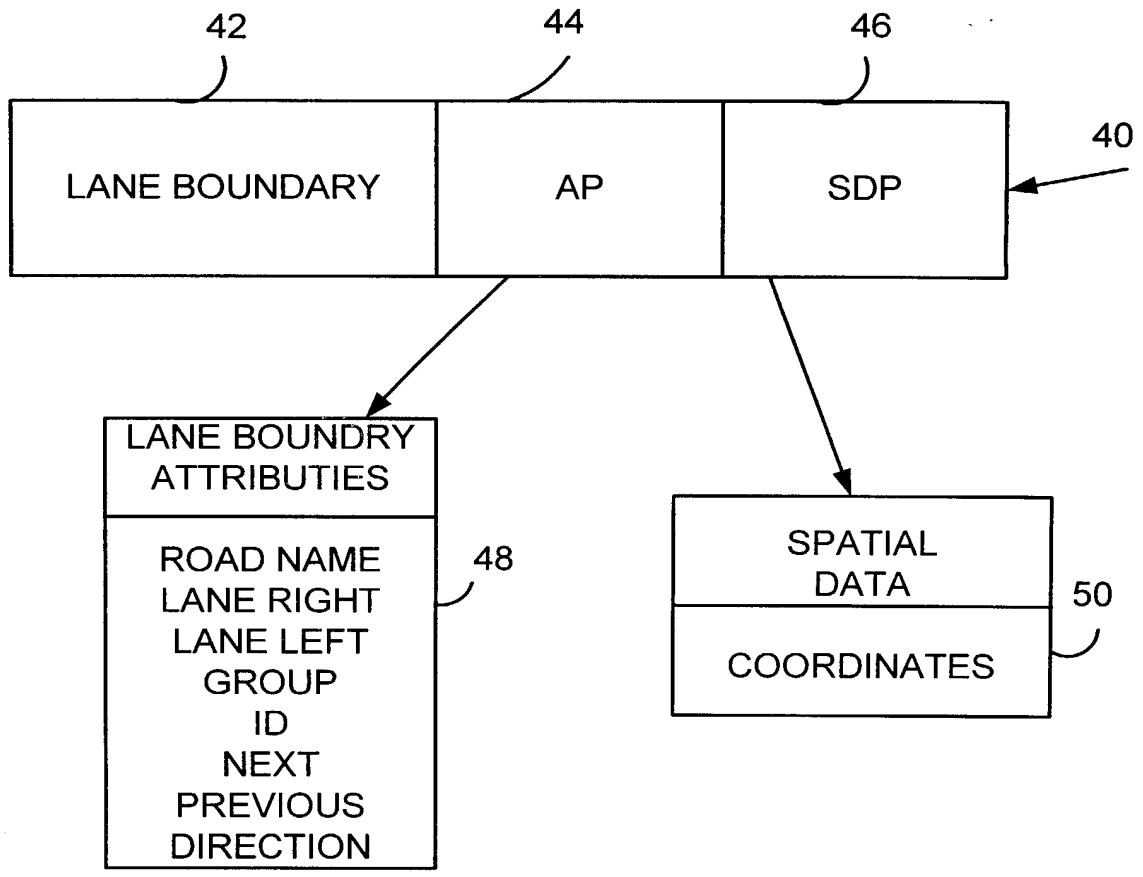 42
44
46
40
LANE BOUNDARY
AP
SDP
LANE BOUNDRY
ATTRIBUTIES
ROAD NAME
LANE RIGHT
LANE LEFT
GROUP
ID
NEXT
PREVIOUS
DIRECTION
48
SPATIAL
DATA
COORDINATES
50